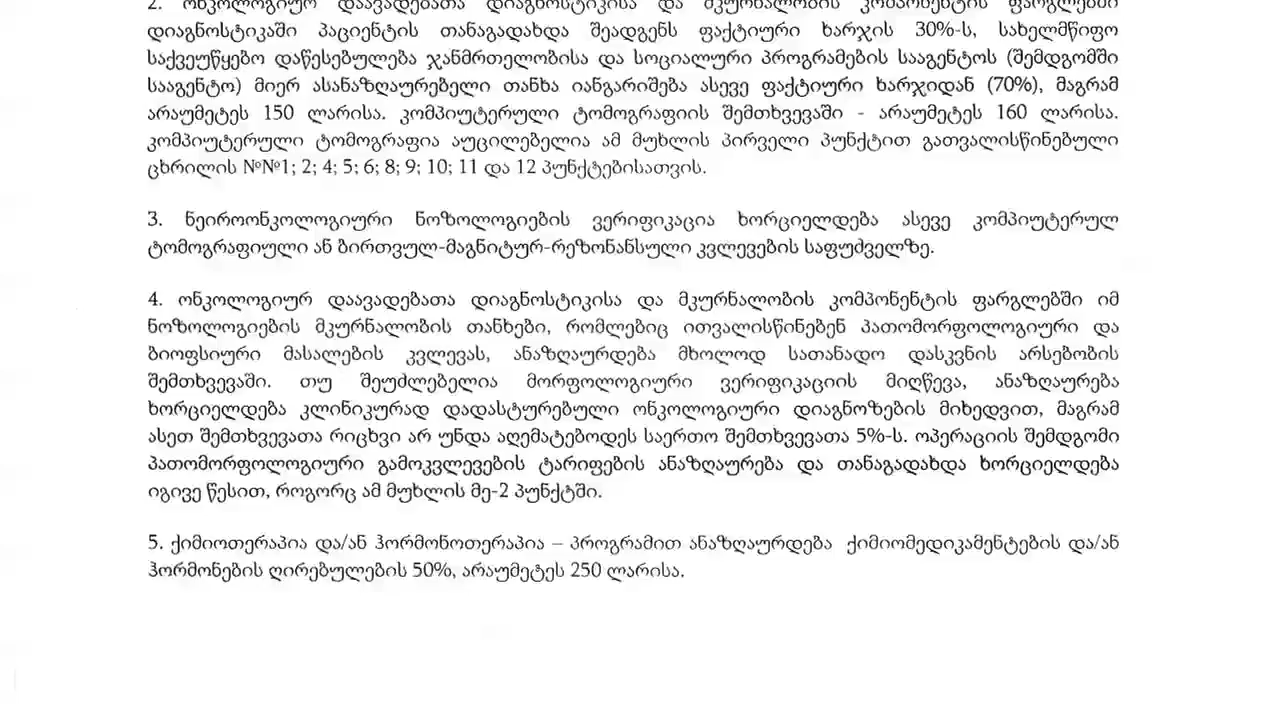 2. ონკოლოგიურ დაავადებათა დიაგნოსტიკისა და მკურნალობის კომპონენტის ფარგლებში
დიაგნოსტიკაში პაციენტის თანაგადახდა შეადგენს ფაქტიური ხარჯის 30%-ს, სახელმწიფო
საქვეუწყებო დაწესებულება ჯანმრთელობისა და სოციალური პროგრამების სააგენტოს (შემდგომში
სააგენტო) მიერ ასანაზღაურებელი თანხა იანგარიშება ასევე ფაქტიური ხარჯიდან (70%), მაგრამ
არაუმეტეს 150 ლარისა. კომპიუტერული ტომოგრაფიის შემთხვევაში - არაუმეტეს 160 ლარისა.
კომპიუტერული ტომოგრაფია აუცილებელია ამ მუხლის პირველი პუნქტით გათვალისწინებული
ცხრილის №№1; 2; 4; 5; 6; 8; 9; 10; 11 და 12 პუნქტებისათვის.
3. ნეიროონკოლოგიური ნოზოლოგიების ვერიფიკაცია ხორციელდება ასევე კომპიუტერულ
ტომოგრაფიული ან ბირთვულ-მაგნიტურ-რეზონანსული კვლევების საფუძველზე.
4. ონკოლოგიურ დაავადებათა დიაგნოსტიკისა და მკურნალობის კომპონენტის ფარგლებში იმ
ნოზოლოგიების მკურნალობის თანხები, რომლებიც ითვალისწინებენ პათომორფოლოგიური და
ბიოფსიური მასალების კვლევას, ანაზღაურდება მხოლოდ სათანადო დასკვნის არსებობის
შემთხვევაში. თუ შეუძლებელია მორფოლოგიური ვერიფიკაციის მიღწევა, ანაზღაურება
ხორციელდება კლინიკურად დადასტურებული ონკოლოგიური დიაგნოზების მიხედვით, მაგრამ
ასეთ შემთხვევათა რიცხვი არ უნდა აღემატებოდეს საერთო შემთხვევათა 5%-ს. ოპერაციის შემდგომი
პათომორფოლოგიური გამოკვლევების ტარიფების ანაზღაურება და თანაგადახდა ხორციელდება
იგივე წესით, როგორც ამ მუხლის მე-2 პუნქტში.
5. ქიმიოთერაპია და/ან ჰორმონოთერაპია – პროგრამით ანაზღაურდება ქიმიომედიკამენტების და/ან
ჰორმონების ღირებულების 50%, არაუმეტეს 250 ლარისა.